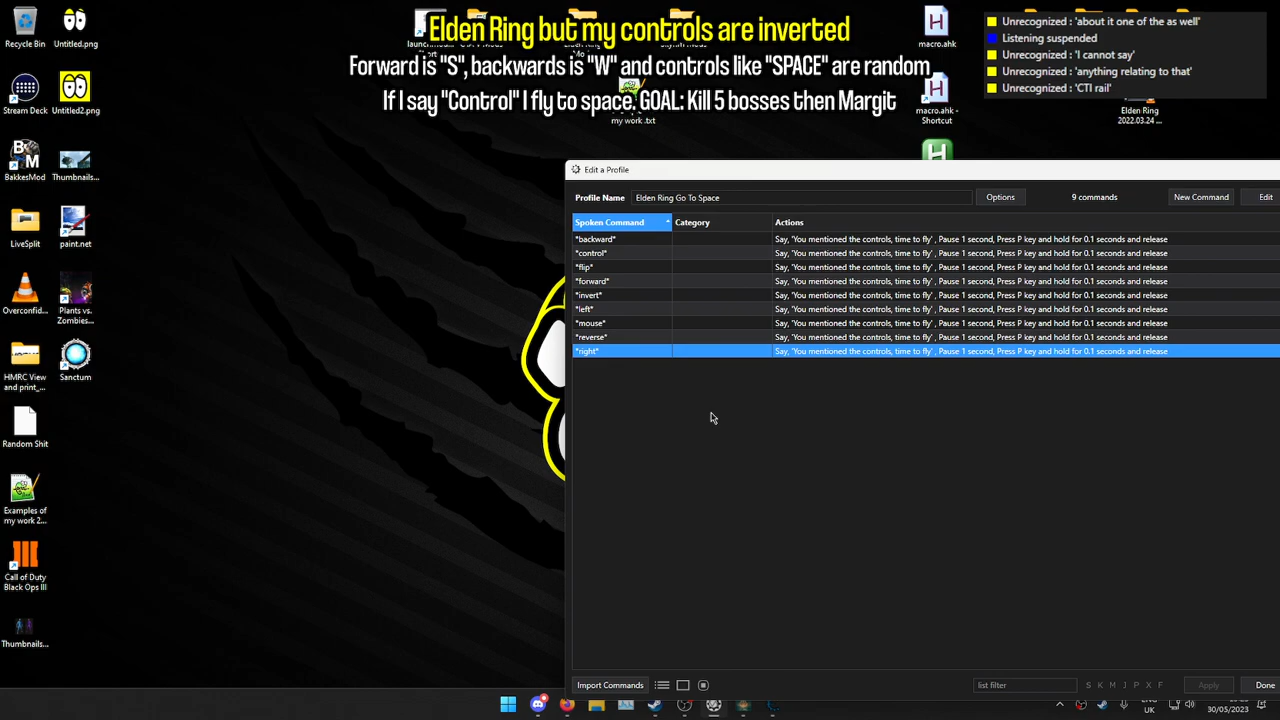 Elden Ring but my controls are inverted
Forward is "S", backwards is "W" and controls like "SPACE" are random
If I say "Control" I fly to space. GOAL: Kill 5 bosses then Margit
Unrecognized : 'about it one of the as well'
Listening suspended
Unrecognized : 'I cannot say'
Unrecognized : 'anything relating to that'
Unrecognized : 'CTI rail'
Recycle Bin
Untitled.png
Stream Deck
Untitled2.png
BakkesMod
Thumbnails...
LiveSplit
paint.net
Overconfid...
Plants vs. Zombies...
HMRC View and print_...
Sanctum
Random Shit
Examples of my work 2...
Call of Duty Black Ops III
Thumbnails...
my work .txt
macro.ahk
macro.ahk - Shortcut
Elden Ring 2022.03.24 ...
Edit a Profile
Profile Name
Elden Ring Go To Space
Options
9 commands
New Command
Edit
Spoken Command
Category
Actions
*backward* Say, 'You mentioned the controls, time to fly' , Pause 1 second, Press P key and hold for 0.1 seconds and release
*control* Say, 'You mentioned the controls, time to fly' , Pause 1 second, Press P key and hold for 0.1 seconds and release
*flip* Say, 'You mentioned the controls, time to fly' , Pause 1 second, Press P key and hold for 0.1 seconds and release
*forward* Say, 'You mentioned the controls, time to fly' , Pause 1 second, Press P key and hold for 0.1 seconds and release
*invert* Say, 'You mentioned the controls, time to fly' , Pause 1 second, Press P key and hold for 0.1 seconds and release
*left* Say, 'You mentioned the controls, time to fly' , Pause 1 second, Press P key and hold for 0.1 seconds and release
*mouse* Say, 'You mentioned the controls, time to fly' , Pause 1 second, Press P key and hold for 0.1 seconds and release
*reverse* Say, 'You mentioned the controls, time to fly' , Pause 1 second, Press P key and hold for 0.1 seconds and release
*right* Say, 'You mentioned the controls, time to fly' , Pause 1 second, Press P key and hold for 0.1 seconds and release
Import Commands
list filter
S K M J P X F
Apply
Done
ENG
UK
30/05/2023